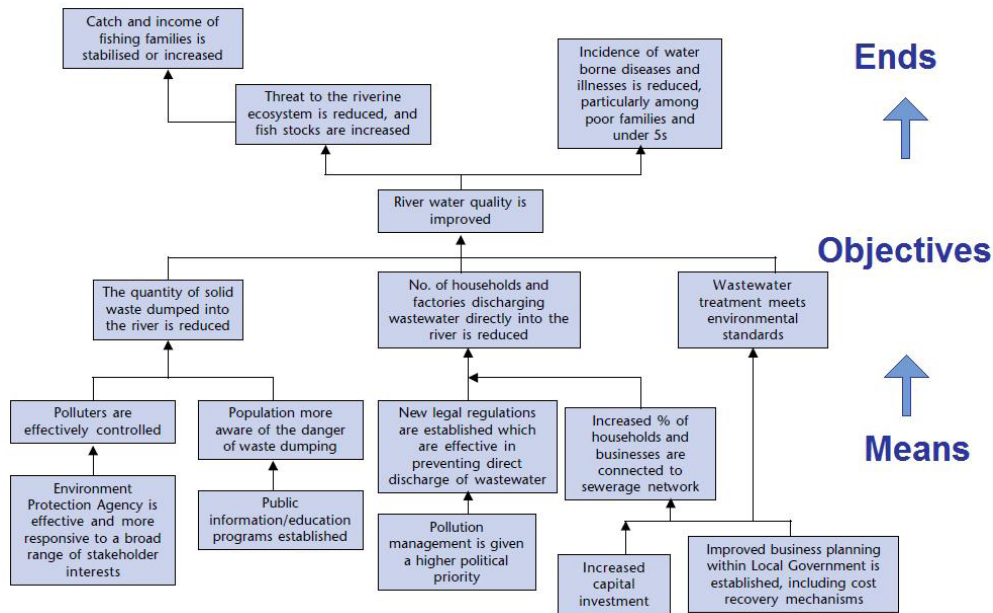 Catch and income of
fishing families is
stabilised or increased
Incidence of water
borne diseases and
illnesses is reduced,
particularly among
poor families and
under 5s
Ends
Threat to the riverine
ecosystem is reduced, and
fish stocks are increased
River water quality is
improved
Objectives
The quantity of solid
waste dumped into
the river is reduced
No. of households and
factories discharging
wastewater directly into the
river is reduced
Wastewater
treatment meets
environmental
standards
Polluters are
effectively controlled
Population more
aware of the danger
of waste dumping
New legal regulations
are established which
are effective in
preventing direct
discharge of wastewater
Increased % of
households and
businesses are
connected to
sewerage network
Means
Environment
Protection Agency is
effective and more
responsive to a broad
range of stakeholder
interests
Public
information/education
programs established
Pollution
management is given
a higher political
priority
Increased
capital
investment
Improved business planning
within Local Government is
established, including cost
recovery mechanisms